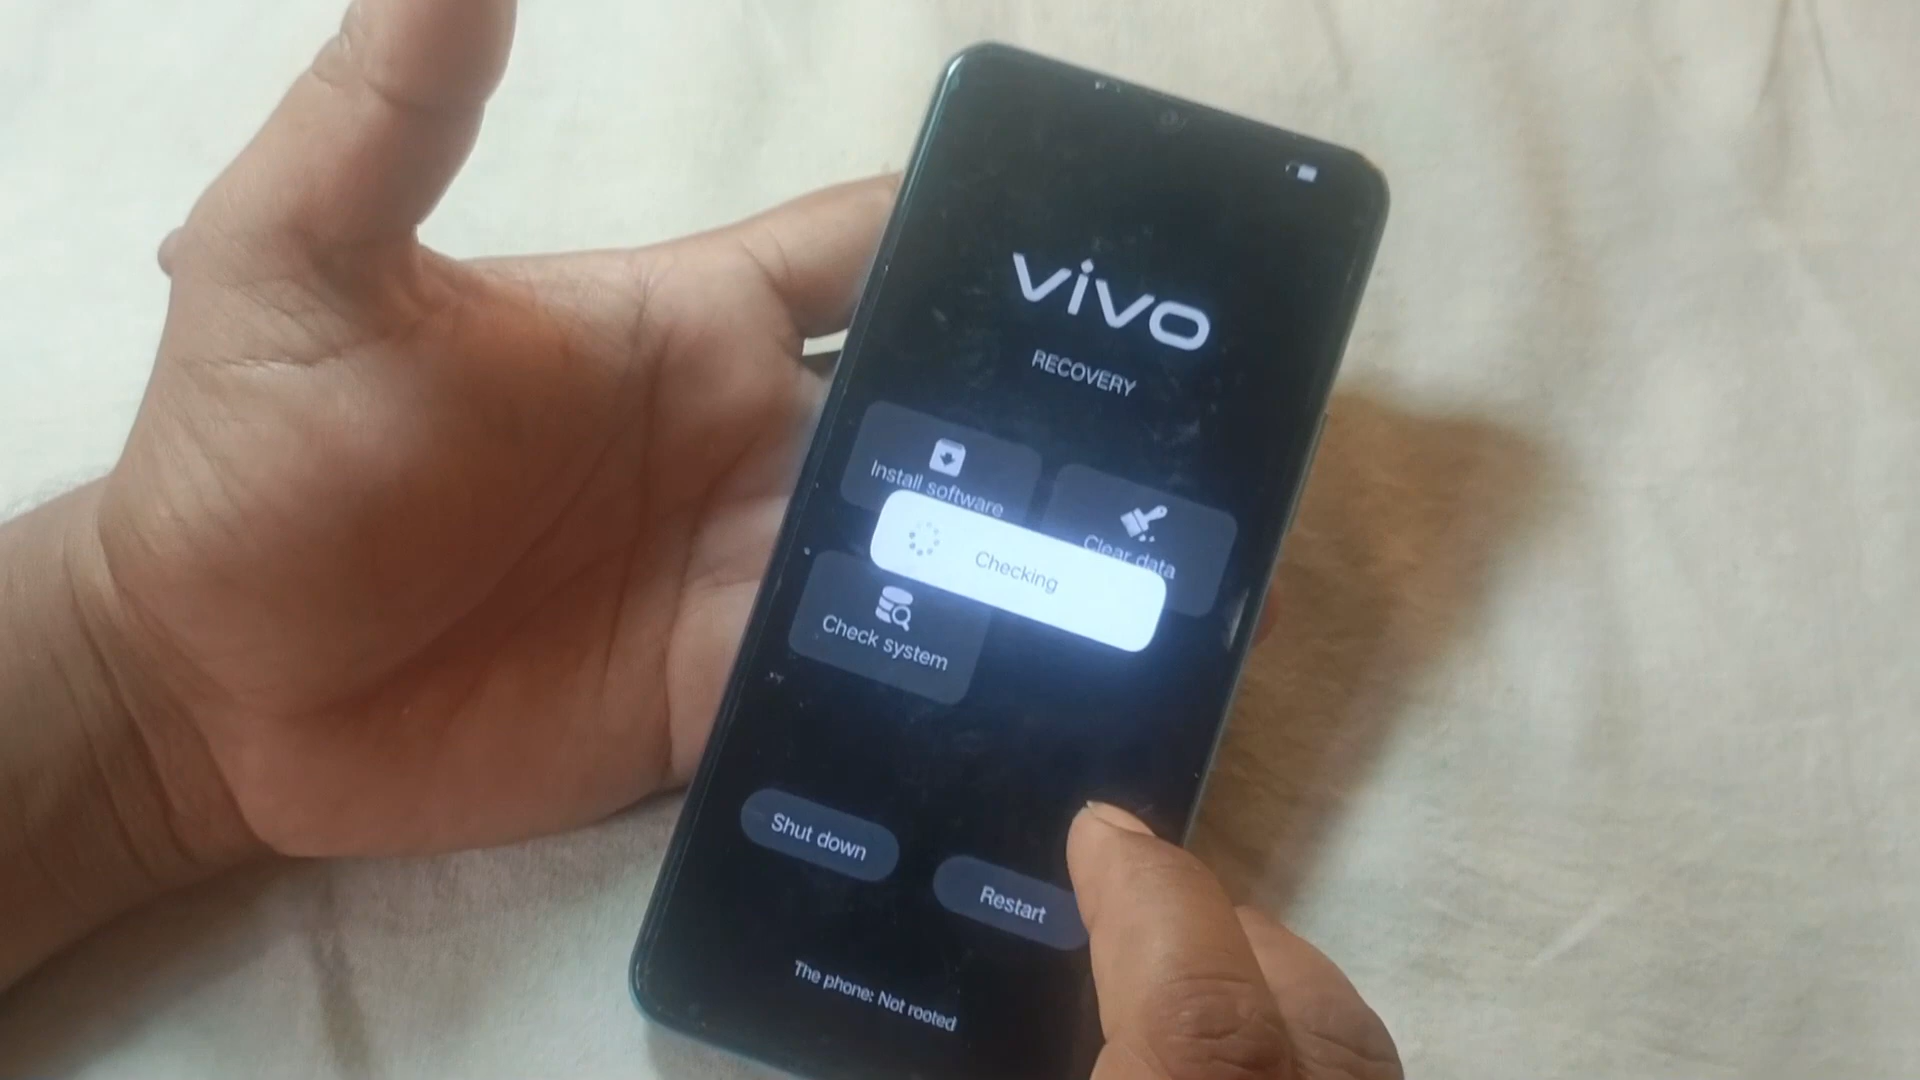 vivo
RECOVERY
Install software
Clear data
Checking
Check system
Shut down
Restart
The phone: Not rooted